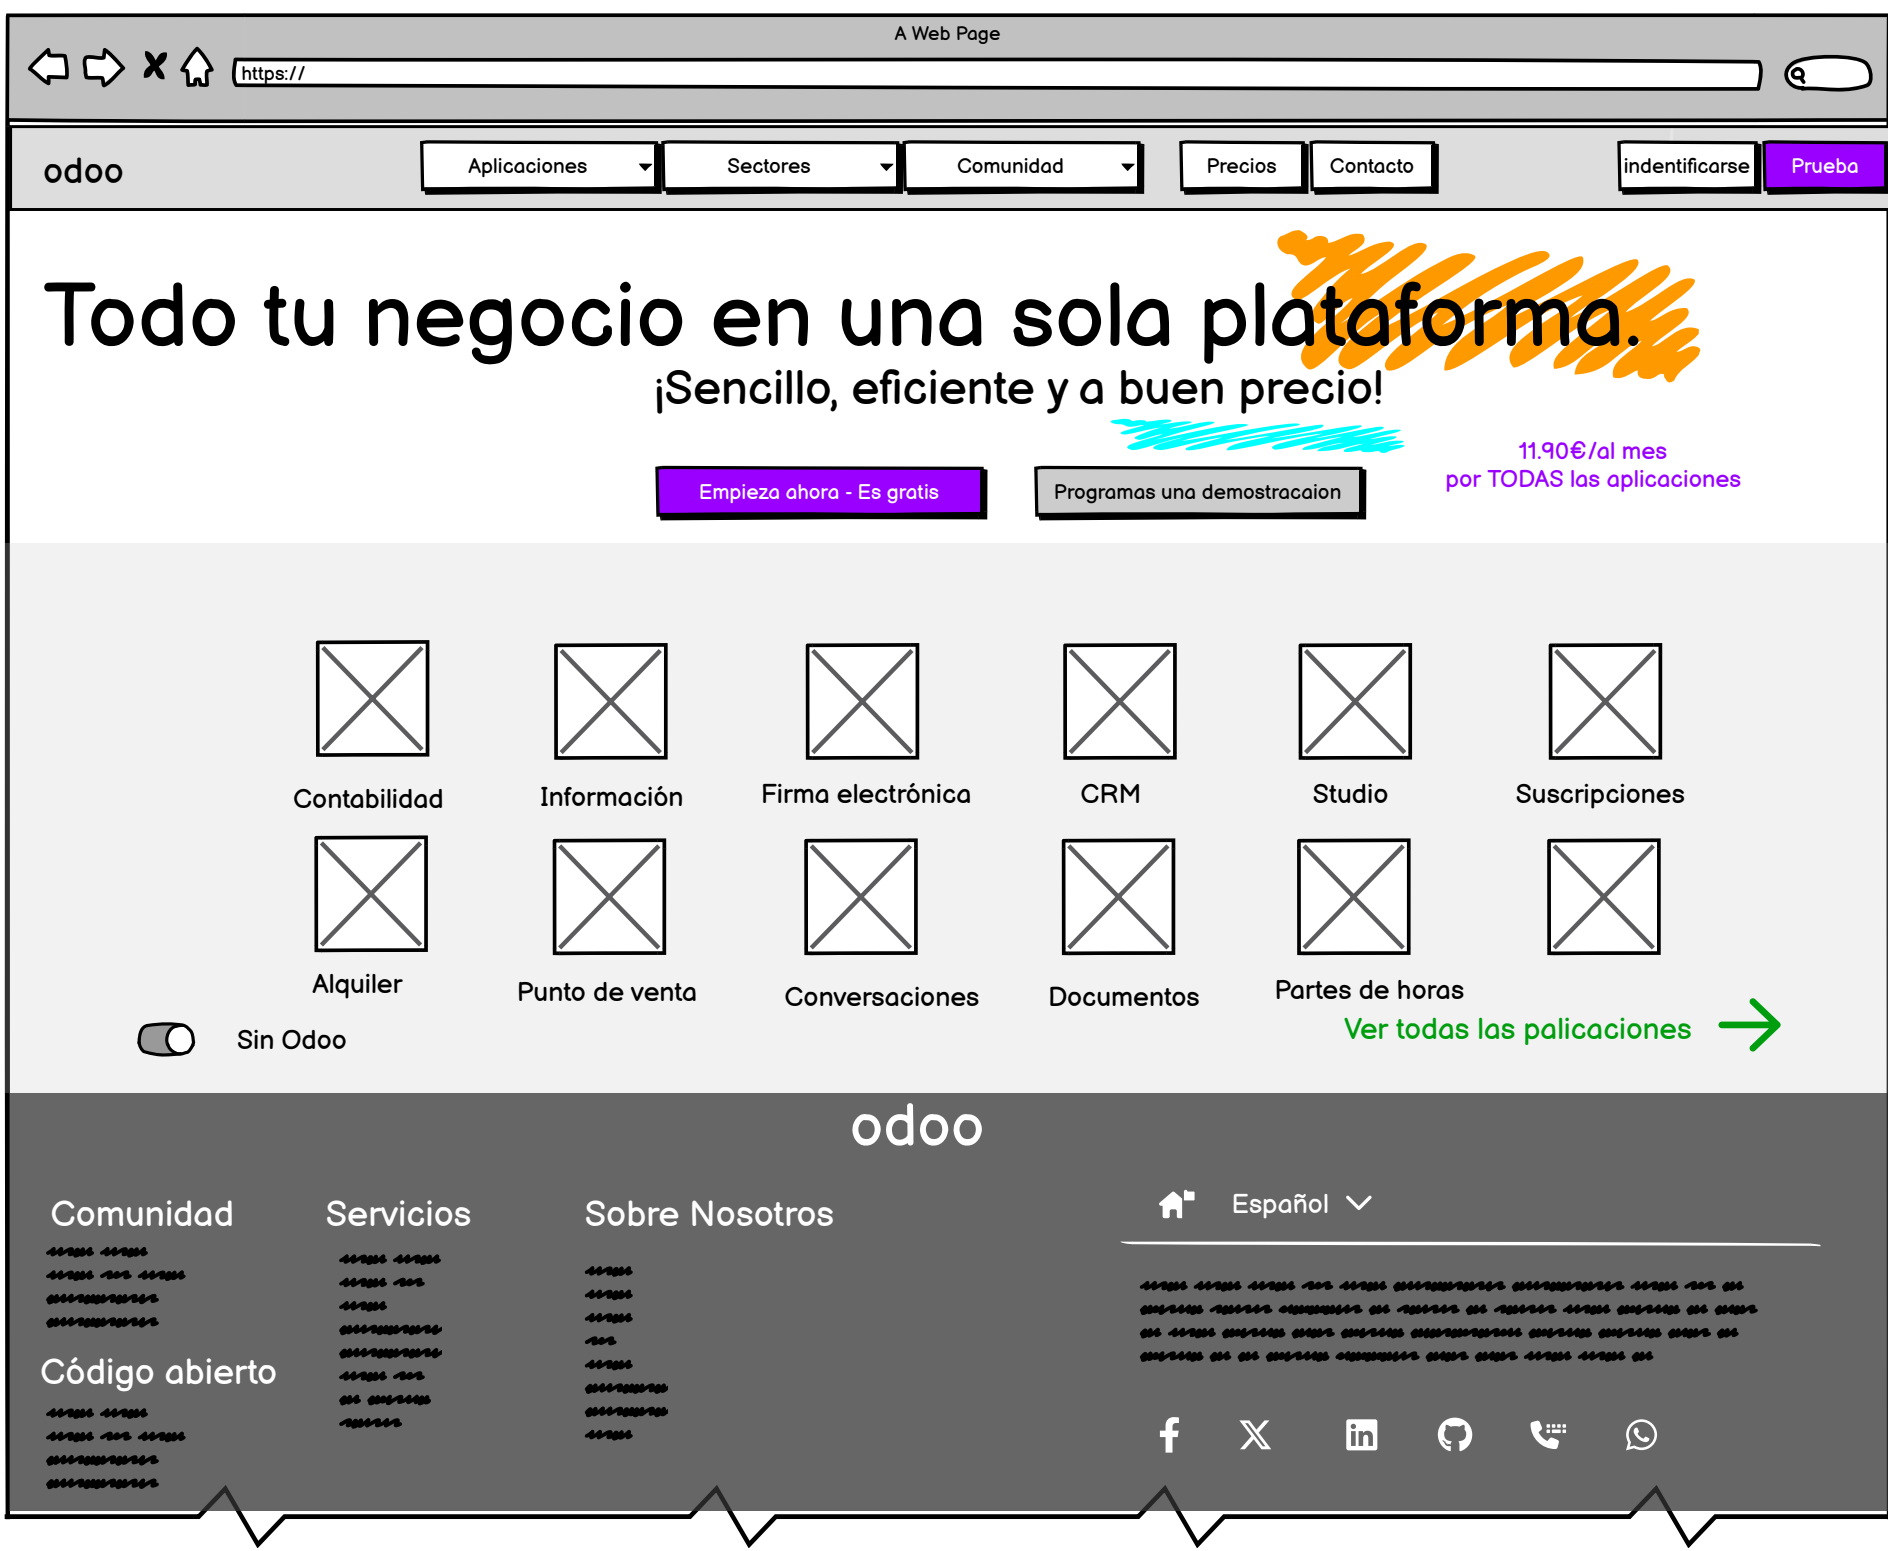 A Web Page
https://
odoo
Aplicaciones
Sectores
Comunidad
Precios
Contacto
indentificarse
Prueba
Todo tu negocio en una sola plataforma.
¡Sencillo, eficiente y a buen precio!
11.90€/al mes
por TODAS las aplicaciones
Empieza ahora - Es gratis
Programas una demostracaion
Contabilidad
Información
Firma electrónica
CRM
Studio
Suscripciones
Alquiler
Punto de venta
Conversaciones
Documentos
Partes de horas
Sin Odoo
Ver todas las palicaciones
odoo
Comunidad
Servicios
Sobre Nosotros
Español
Código abierto